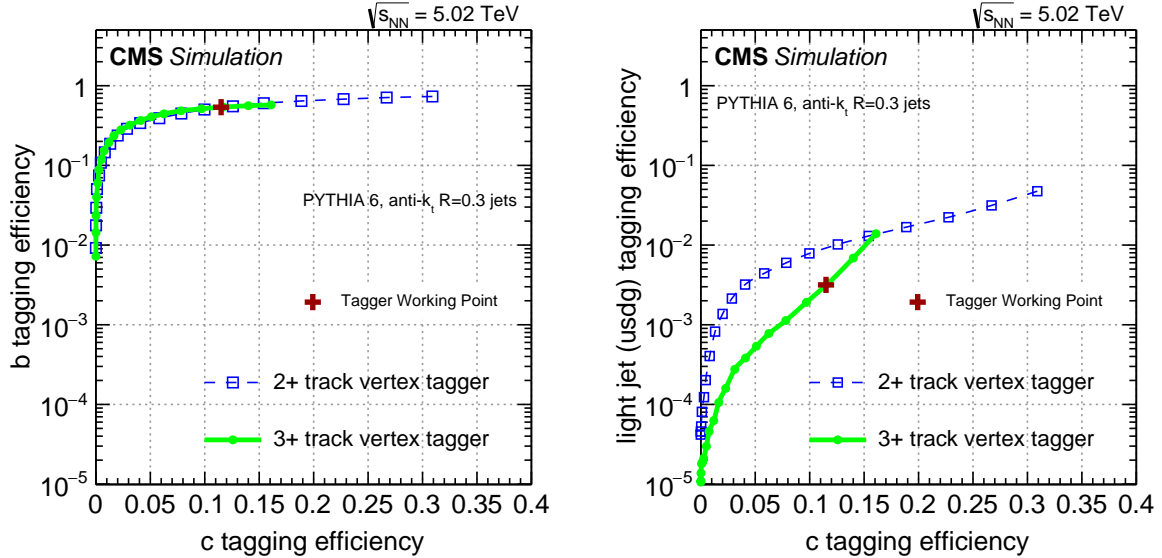 √s_NN = 5.02 TeV
CMS Simulation
1
10⁻¹
10⁻²
10⁻³
10⁻⁴
10⁻⁵
b tagging efficiency
PYTHIA 6, anti-k_t R=0.3 jets
Tagger Working Point
2+ track vertex tagger
3+ track vertex tagger
0 0.05 0.1 0.15 0.2 0.25 0.3 0.35 0.4
c tagging efficiency
√s_NN = 5.02 TeV
CMS Simulation
1
10⁻¹
10⁻²
10⁻³
10⁻⁴
10⁻⁵
light jet (usdg) tagging efficiency
PYTHIA 6, anti-k_t R=0.3 jets
Tagger Working Point
2+ track vertex tagger
3+ track vertex tagger
0 0.05 0.1 0.15 0.2 0.25 0.3 0.35 0.4
c tagging efficiency